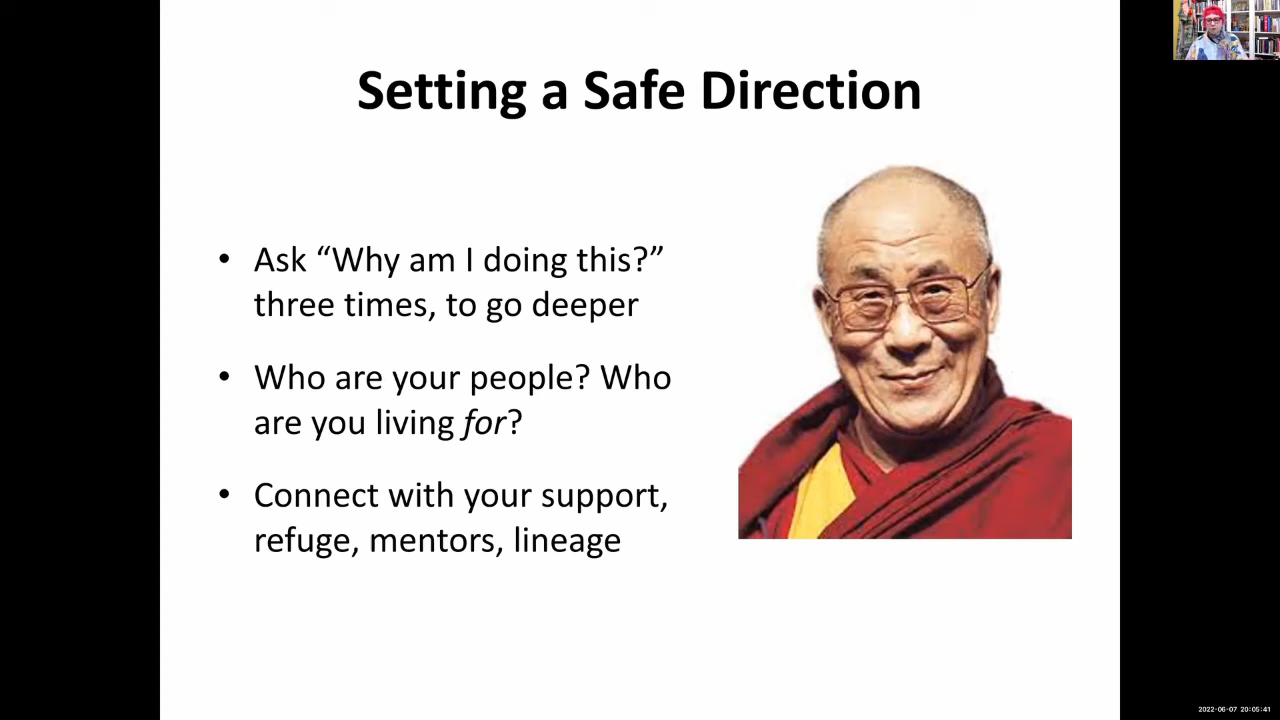 Setting a Safe Direction
• Ask “Why am I doing this?”
three times, to go deeper
• Who are your people? Who
are you living for?
• Connect with your support,
refuge, mentors, lineage
2022-06-07 20:05:41